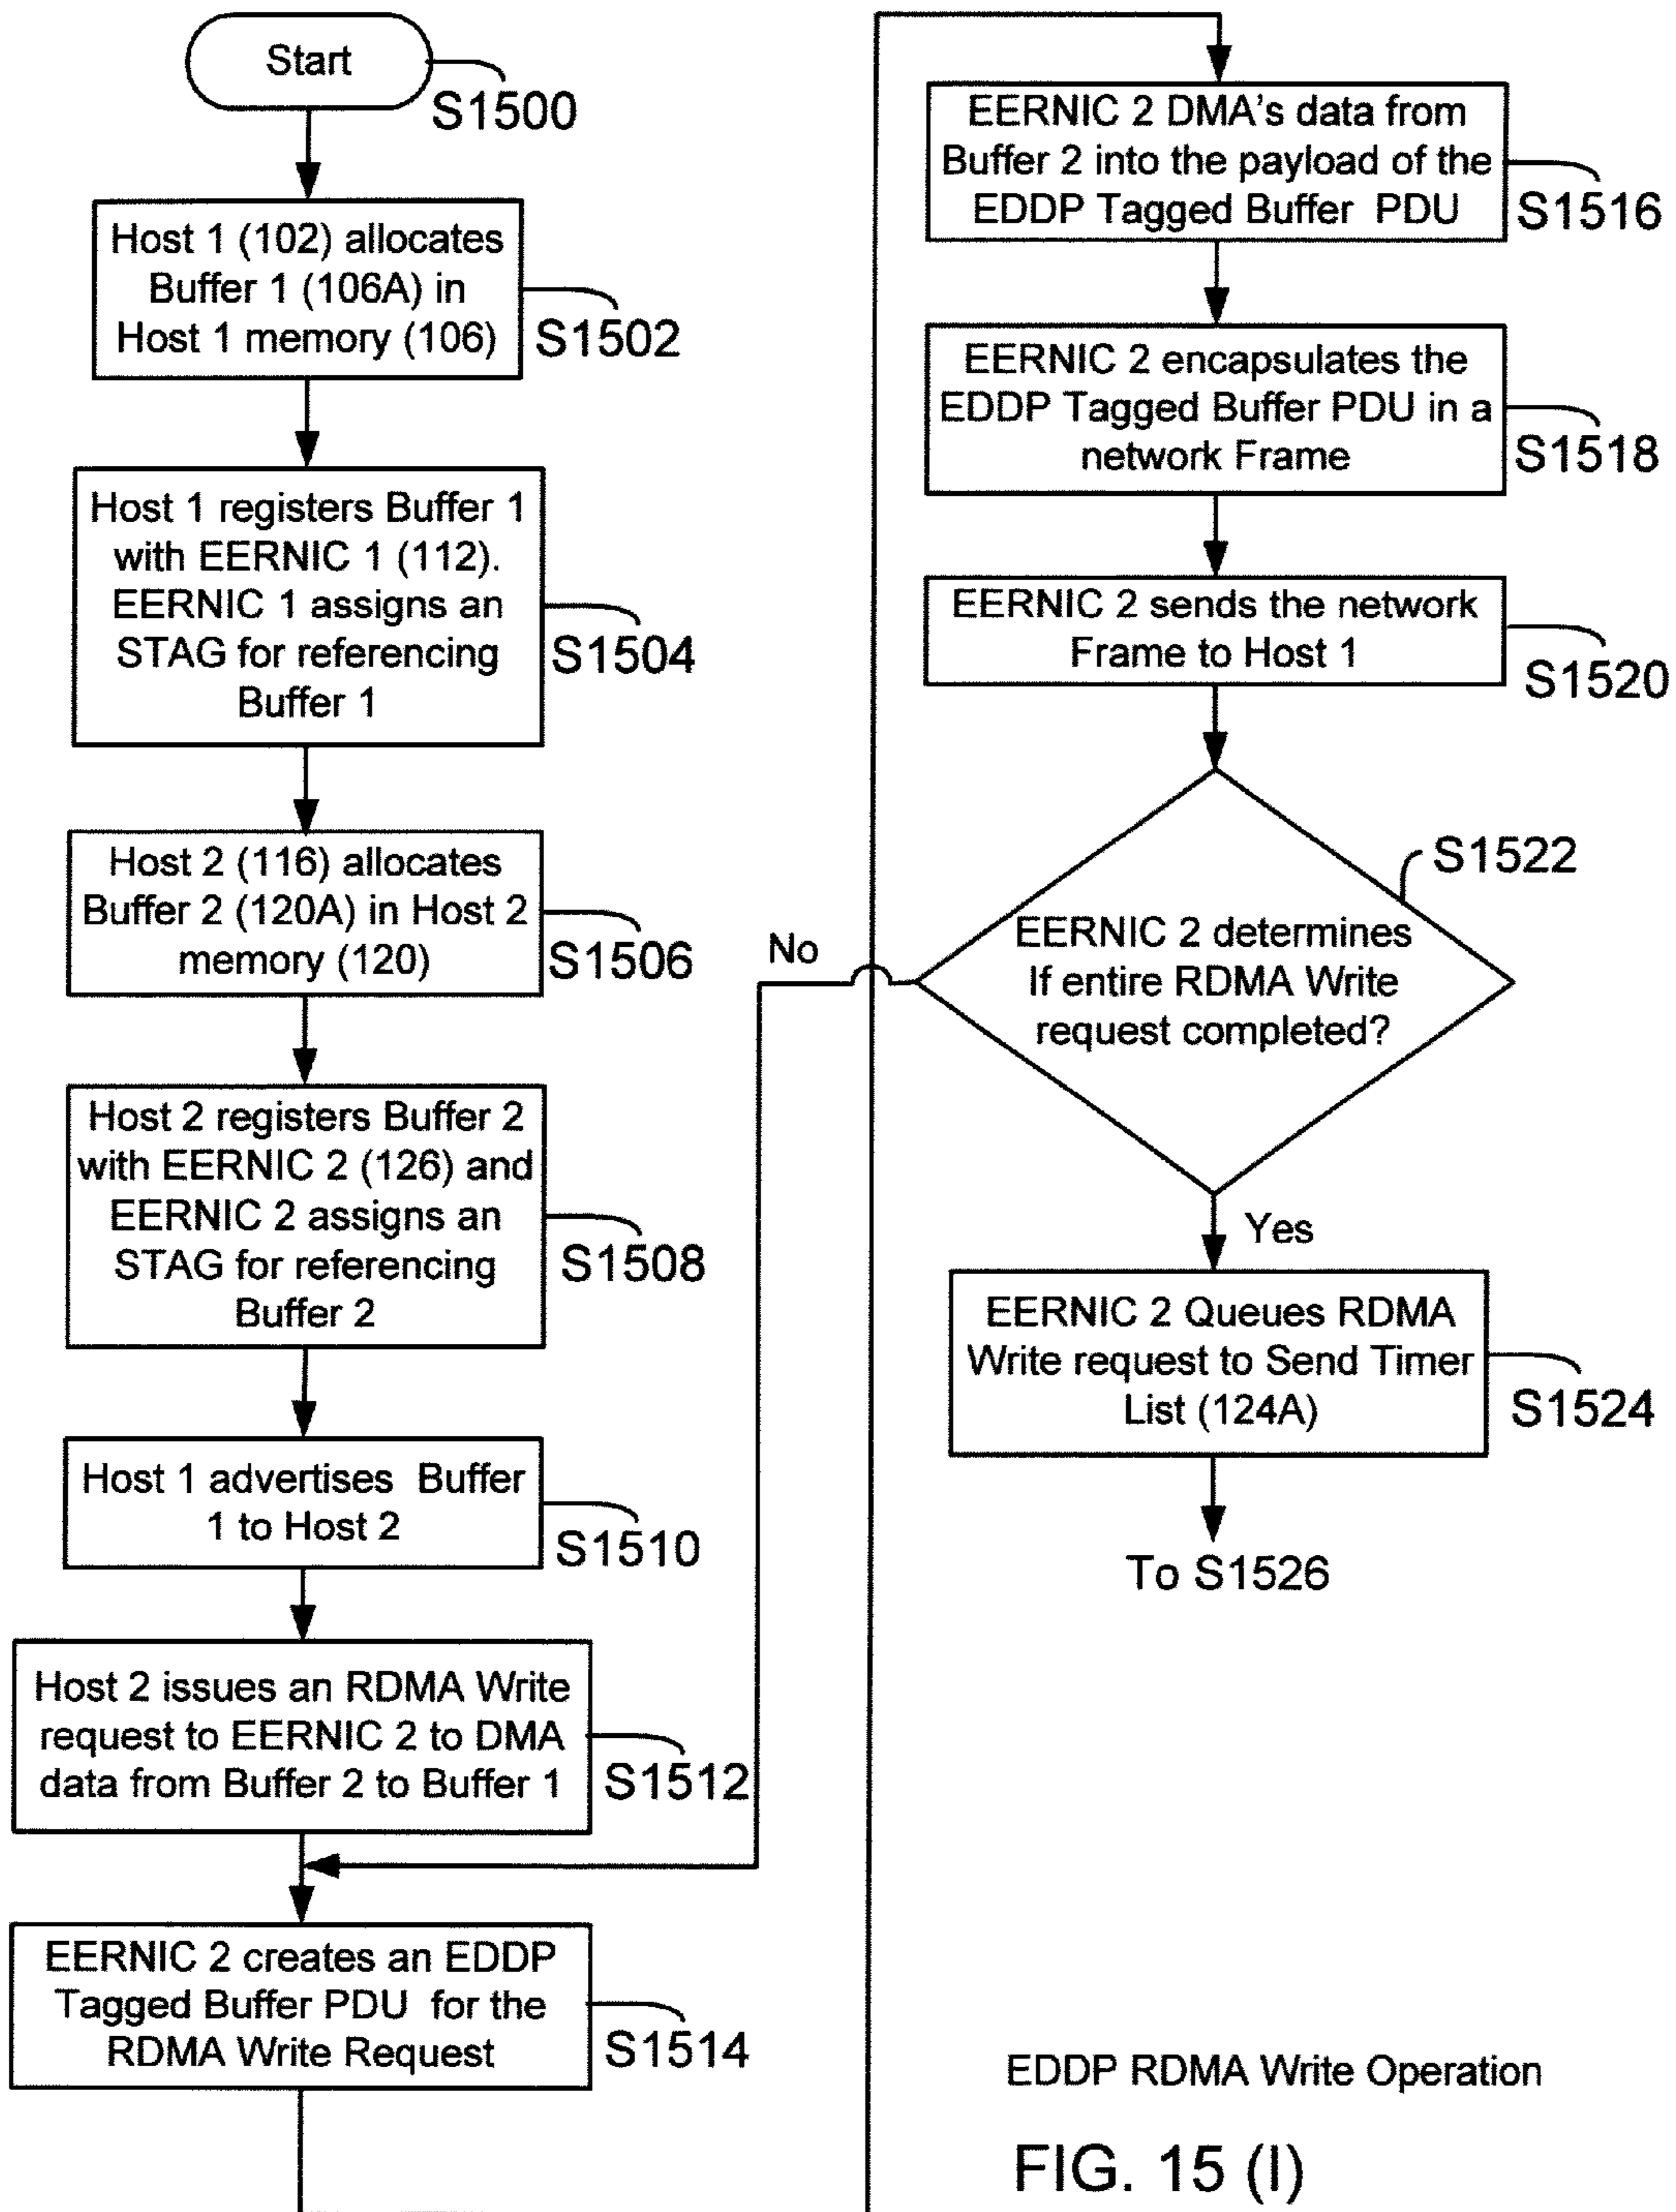 Start
S1500
Host 1 (102) allocates
Buffer 1 (106A) in
Host 1 memory (106)
S1502
Host 1 registers Buffer 1
with EERNIC 1 (112).
EERNIC 1 assigns an
STAG for referencing
Buffer 1
S1504
Host 2 (116) allocates
Buffer 2 (120A) in Host 2
memory (120)
S1506
Host 2 registers Buffer 2
with EERNIC 2 (126) and
EERNIC 2 assigns an
STAG for referencing
Buffer 2
S1508
Host 1 advertises Buffer
1 to Host 2
S1510
Host 2 issues an RDMA Write
request to EERNIC 2 to DMA
data from Buffer 2 to Buffer 1
S1512
EERNIC 2 creates an EDDP
Tagged Buffer PDU for the
RDMA Write Request
S1514
EERNIC 2 DMA's data from
Buffer 2 into the payload of the
EDDP Tagged Buffer PDU
S1516
EERNIC 2 encapsulates the
EDDP Tagged Buffer PDU in a
network Frame
S1518
EERNIC 2 sends the network
Frame to Host 1
S1520
S1522
EERNIC 2 determines
If entire RDMA Write
request completed?
No
Yes
EERNIC 2 Queues RDMA
Write request to Send Timer
List (124A)
S1524
To S1526
EDDP RDMA Write Operation
FIG. 15 (I)